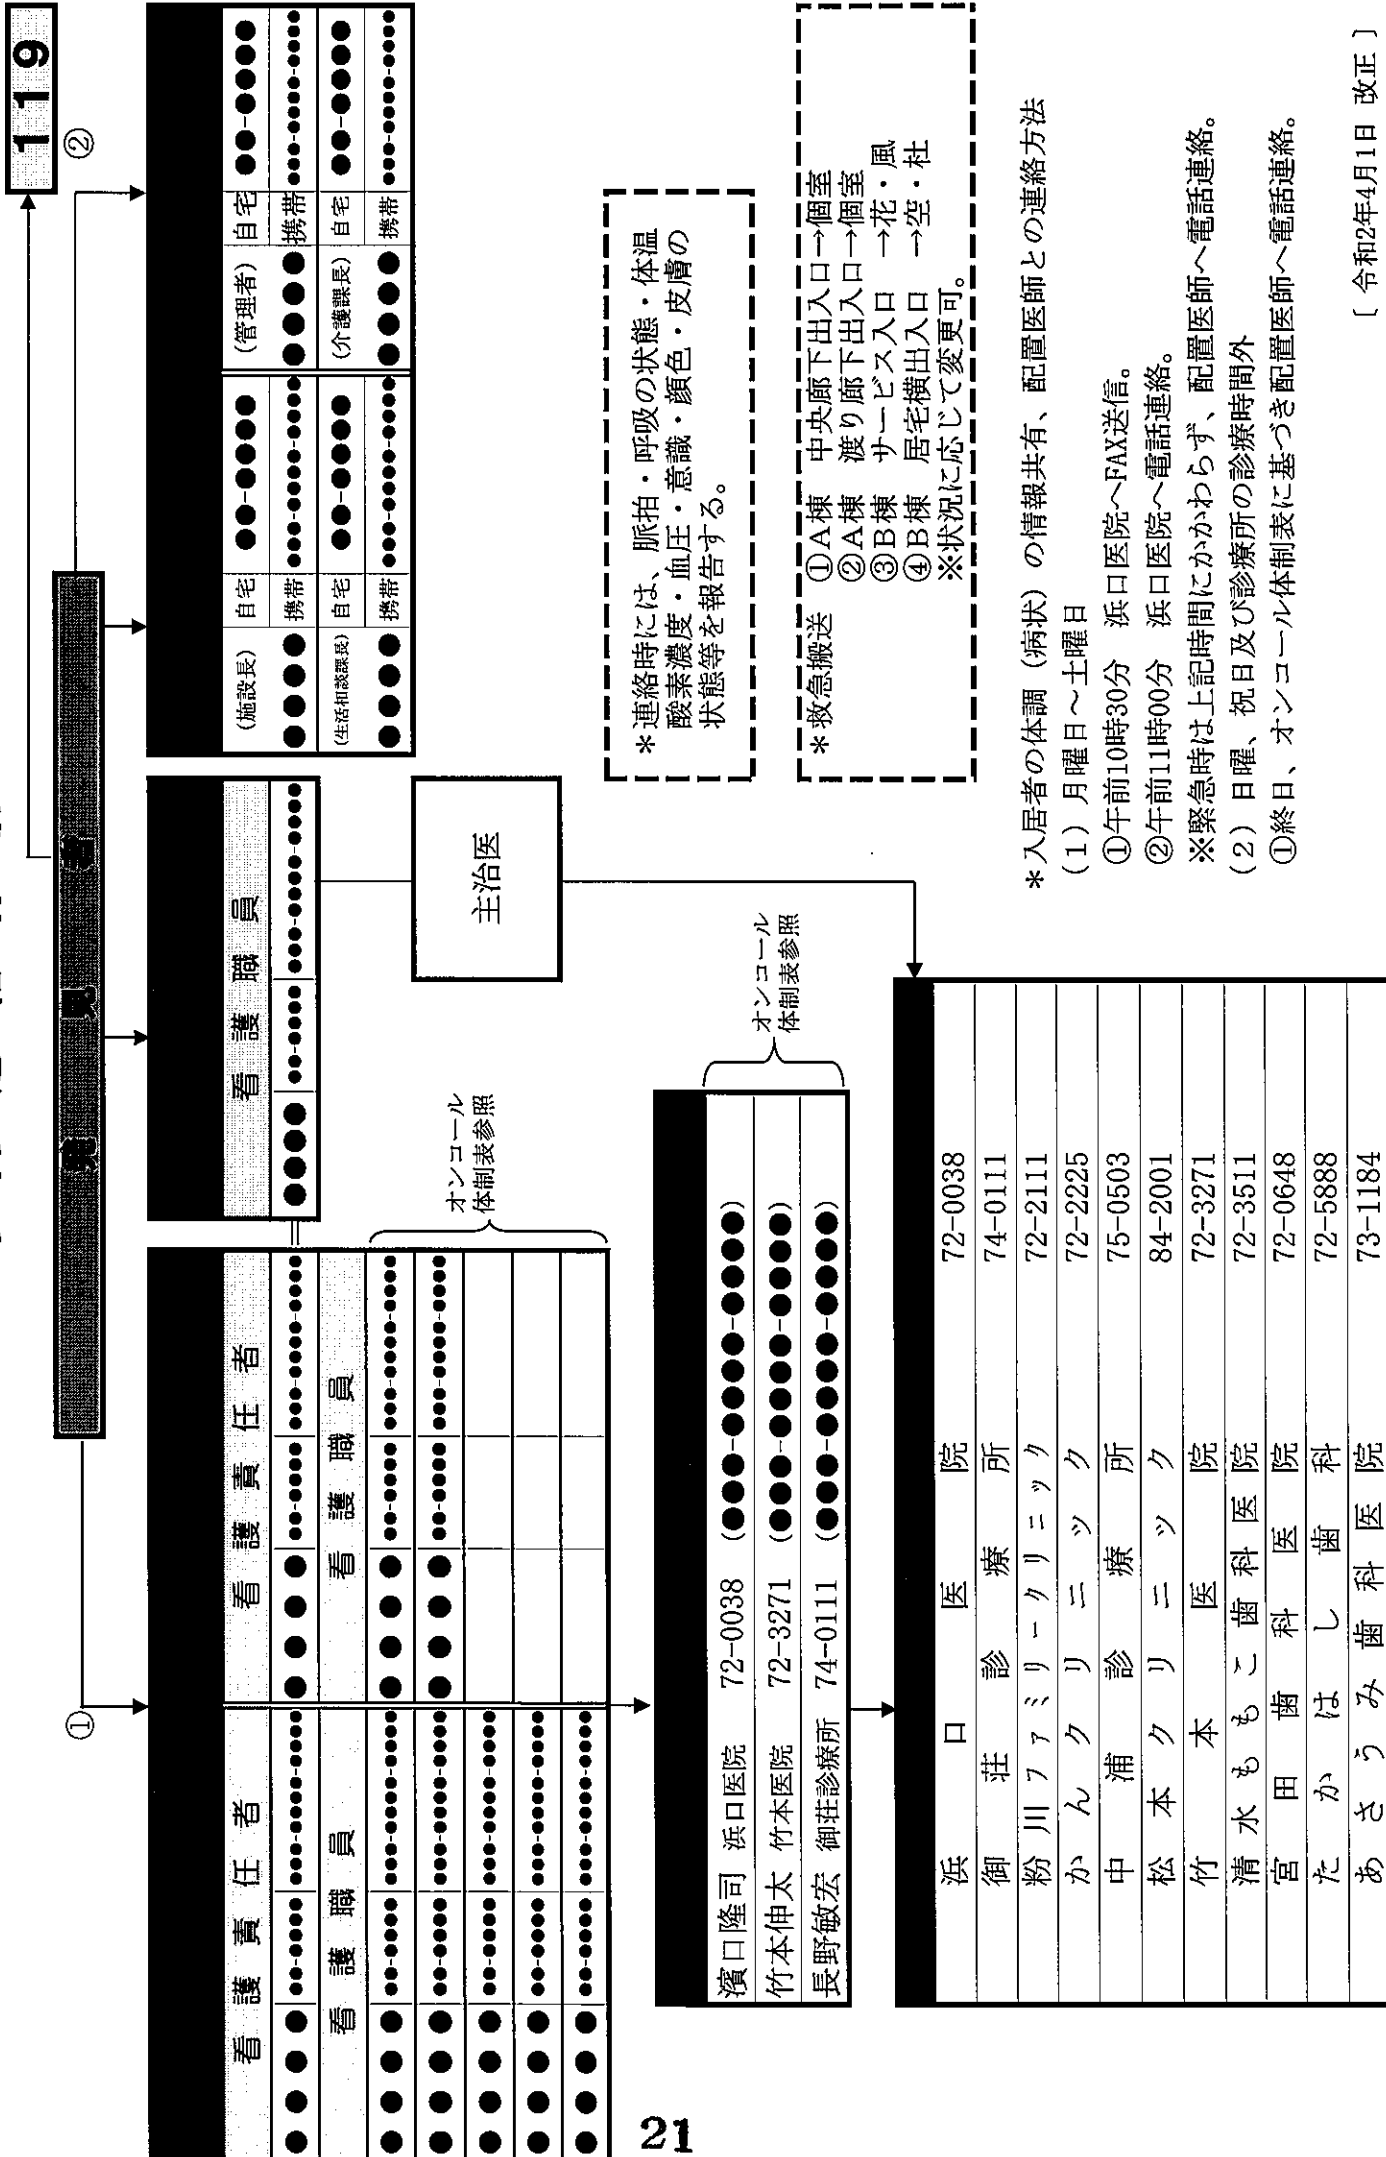 119
発見者
①
②
看護責任者
●●●● ●●-●●●● ●●●-●●●●-●●●●
看護職員
●●●● ●●-●●●● ●●●-●●●●-●●●●
●●●● ●●-●●●● ●●●-●●●●-●●●●
●●●● ●●-●●●● ●●●-●●●●-●●●●
●●●● ●●-●●●● ●●●-●●●●-●●●●
●●●● ●●-●●●● ●●●-●●●●-●●●●
看護責任者
●●●● ●●-●●●● ●●●-●●●●-●●●●
看護職員
●●●● ●●-●●●● ●●●-●●●●-●●●●
●●●● ●●-●●●● ●●●-●●●●-●●●●
オンコール
体制表参照
看護職員
●●●● ●●-●●●● ●●●-●●●●-●●●●
主治医
(施設長) 自宅 ●●-●●●●
●●●● 携帯 ●●●-●●●●-●●●●
(生活相談課長) 自宅 ●●-●●●●
●●●● 携帯 ●●●-●●●●-●●●●
(管理者) 自宅 ●●-●●●●
●●●● 携帯 ●●●-●●●●-●●●●
(介護課長) 自宅 ●●-●●●●
●●●● 携帯 ●●●-●●●●-●●●●
濱口隆司 浜口医院 72-0038 (●●●-●●●●-●●●●)
竹本伸太 竹本医院 72-3271 (●●●-●●●●-●●●●)
長野敏宏 御荘診療所 74-0111 (●●●-●●●●-●●●●)
オンコール
体制表参照
浜口医院 72-0038
御荘診療所 74-0111
粉川ファミリークリニック 72-2111
かんクリニック 72-2225
中浦診療所 75-0503
松本クリニック 84-2001
竹本医院 72-3271
清水ももこ歯科医院 72-3511
宮田歯科医院 72-0648
たかはし歯科 72-5888
あさうみ歯科医院 73-1184
*連絡時には、脈拍・呼吸の状態・体温
酸素濃度・血圧・意識・顔色・皮膚の
状態等を報告する。
*救急搬送 ①A棟 中央廊下出入口→個室
②A棟 渡り廊下出入口→個室
③B棟 サービス入口 →花・風
④B棟 居宅横出入口 →空・杜
※状況に応じて変更可。
*入居者の体調(病状)の情報共有、配置医師との連絡方法
(1)月曜日~土曜日
①午前10時30分 浜口医院へFAX送信。
②午前11時00分 浜口医院へ電話連絡。
※緊急時は上記時間にかかわらず、配置医師へ電話連絡。
(2)日曜、祝日及び診療所の診療時間外
①終日、オンコール体制表に基づき配置医師へ電話連絡。
〔 令和2年4月1日 改正 〕
21